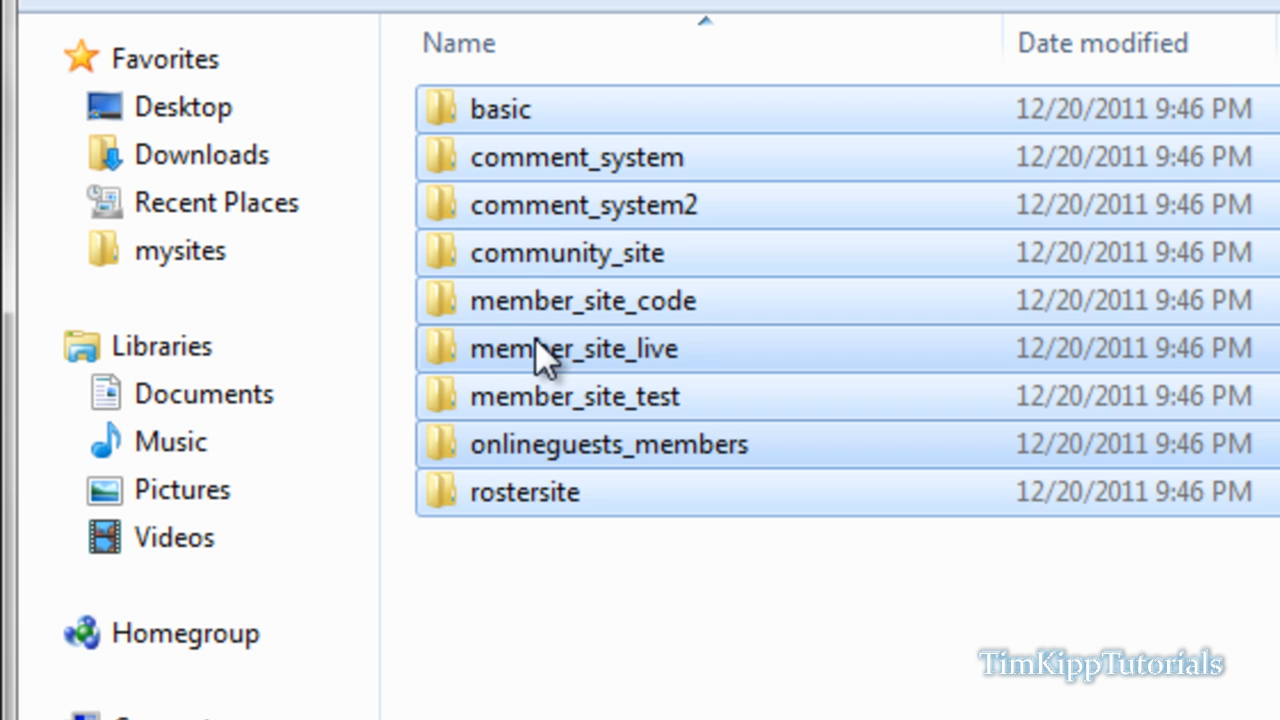 Favorites
Desktop
Downloads
Recent Places
mysites
Libraries
Documents
Music
Pictures
Videos
Homegroup
Name
Date modified
basic 12/20/2011 9:46 PM
comment_system 12/20/2011 9:46 PM
comment_system2 12/20/2011 9:46 PM
community_site 12/20/2011 9:46 PM
member_site_code 12/20/2011 9:46 PM
member_site_live 12/20/2011 9:46 PM
member_site_test 12/20/2011 9:46 PM
onlineguests_members 12/20/2011 9:46 PM
rostersite 12/20/2011 9:46 PM
TimKippTutorials